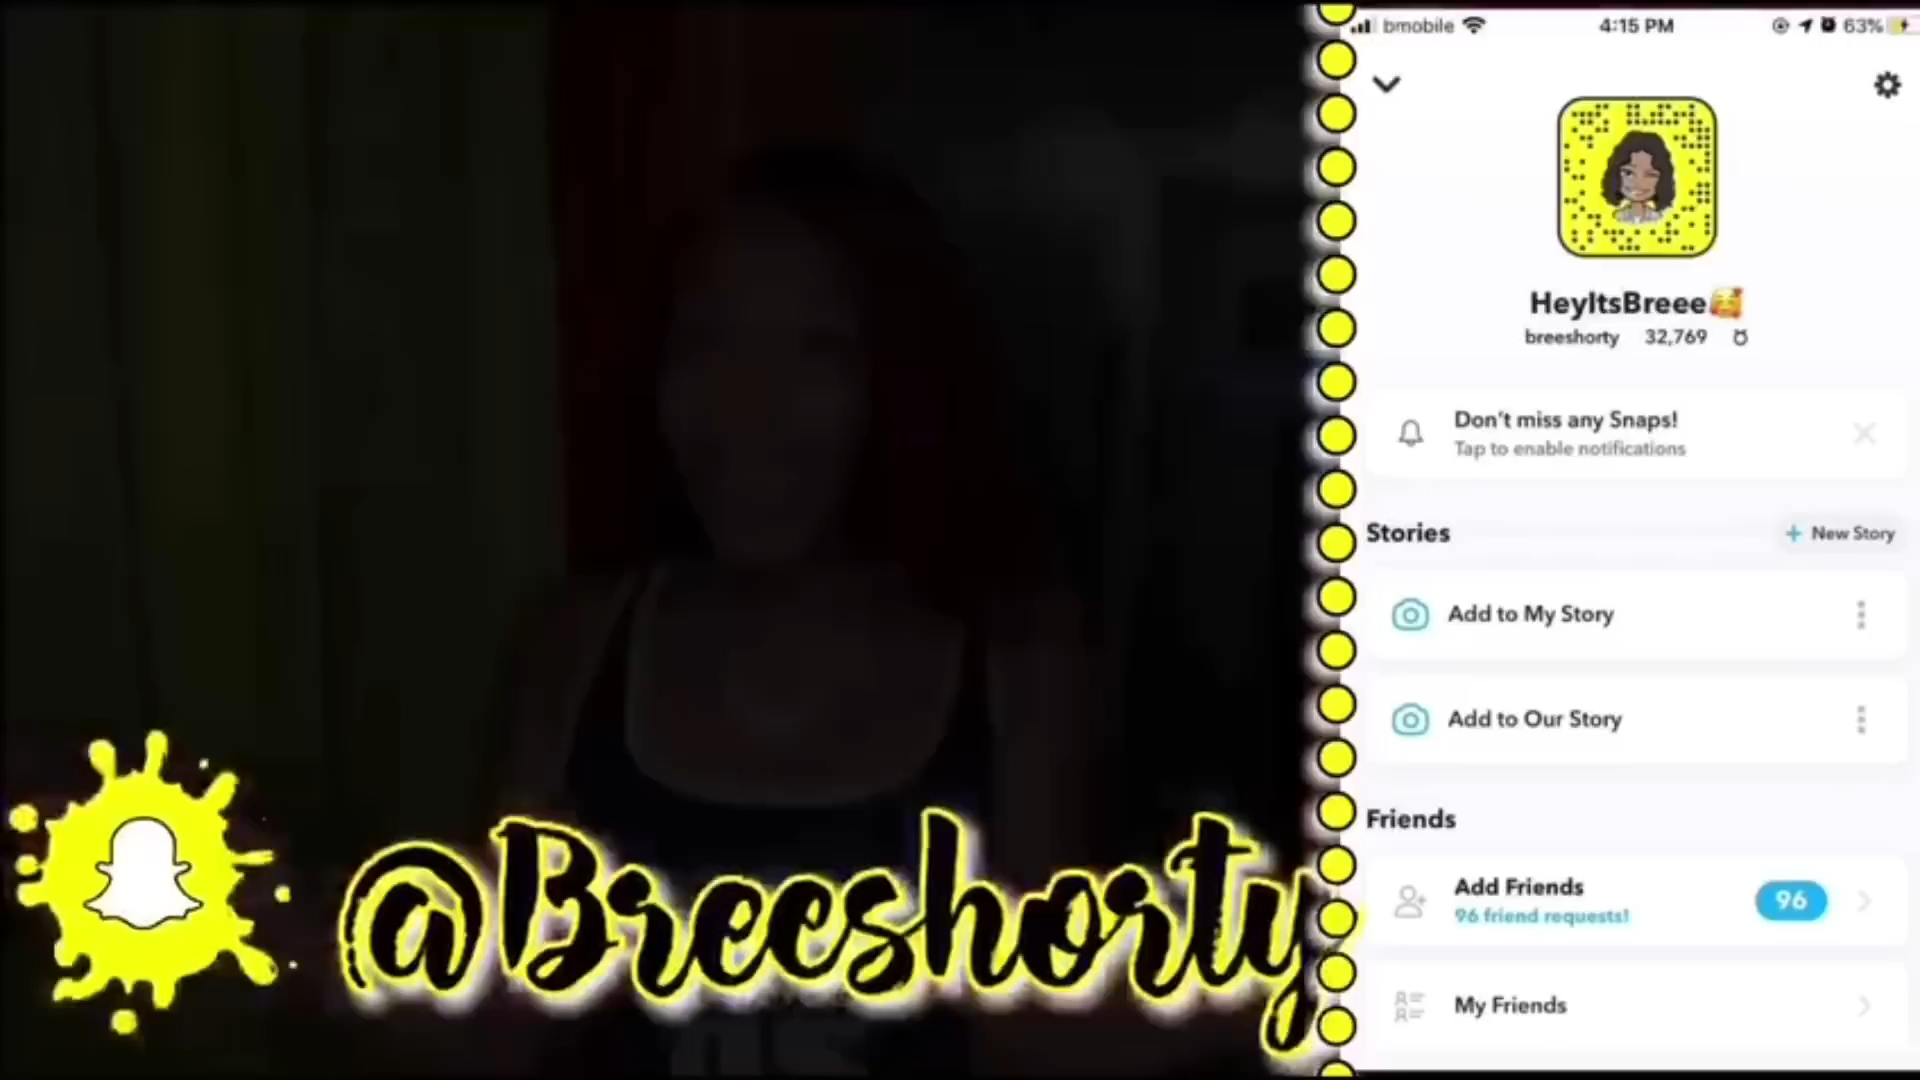 bmobile 4:15 PM 63%
HeyItsBreee🥰
breeshorty 32,769 ♉
Don't miss any Snaps!
Tap to enable notifications
Stories
+ New Story
Add to My Story
Add to Our Story
Friends
Add Friends
96 friend requests!
96
My Friends
@Breeshorty